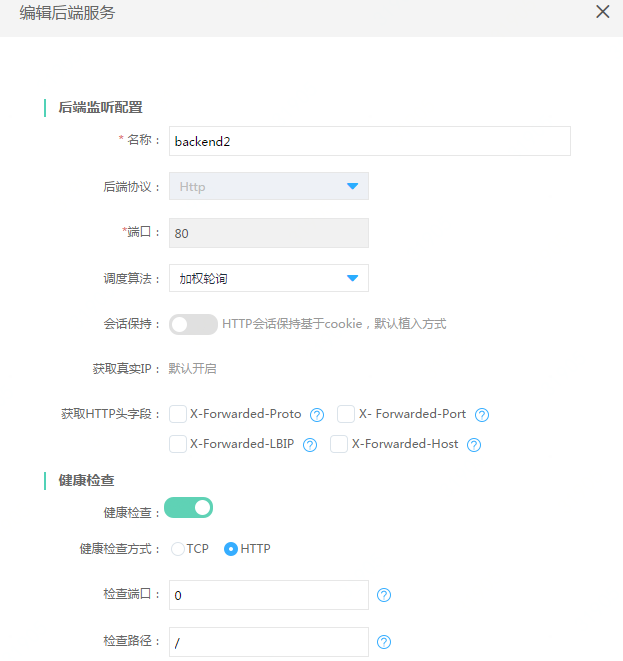 编辑后端服务
后端监听配置
* 名称： backend2
后端协议： Http
*端口： 80
调度算法： 加权轮询
会话保持： HTTP会话保持基于cookie，默认植入方式
获取真实IP： 默认开启
获取HTTP头字段： X-Forwarded-Proto ? X- Forwarded-Port ?
X-Forwarded-LBIP ? X-Forwarded-Host ?
健康检查
健康检查：
健康检查方式： TCP HTTP
检查端口： 0 ?
检查路径： / ?